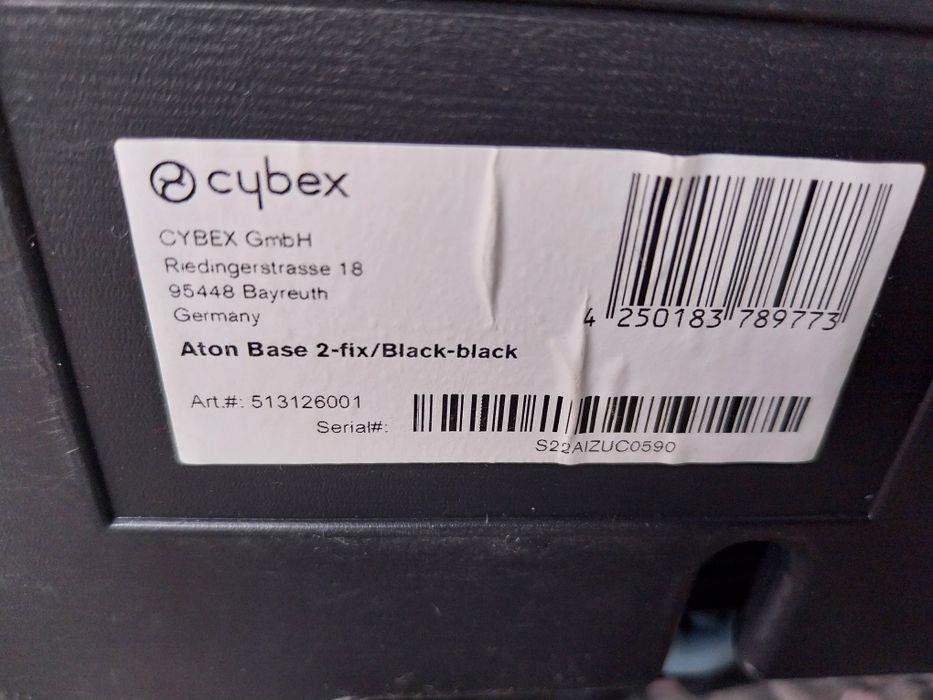 cybex
CYBEX GmbH
Riedingerstrasse 18
95448 Bayreuth
Germany
4 250183 789773
Aton Base 2-fix/Black-black
Art.#: 513126001
Serial#:
S22AIZUC0590